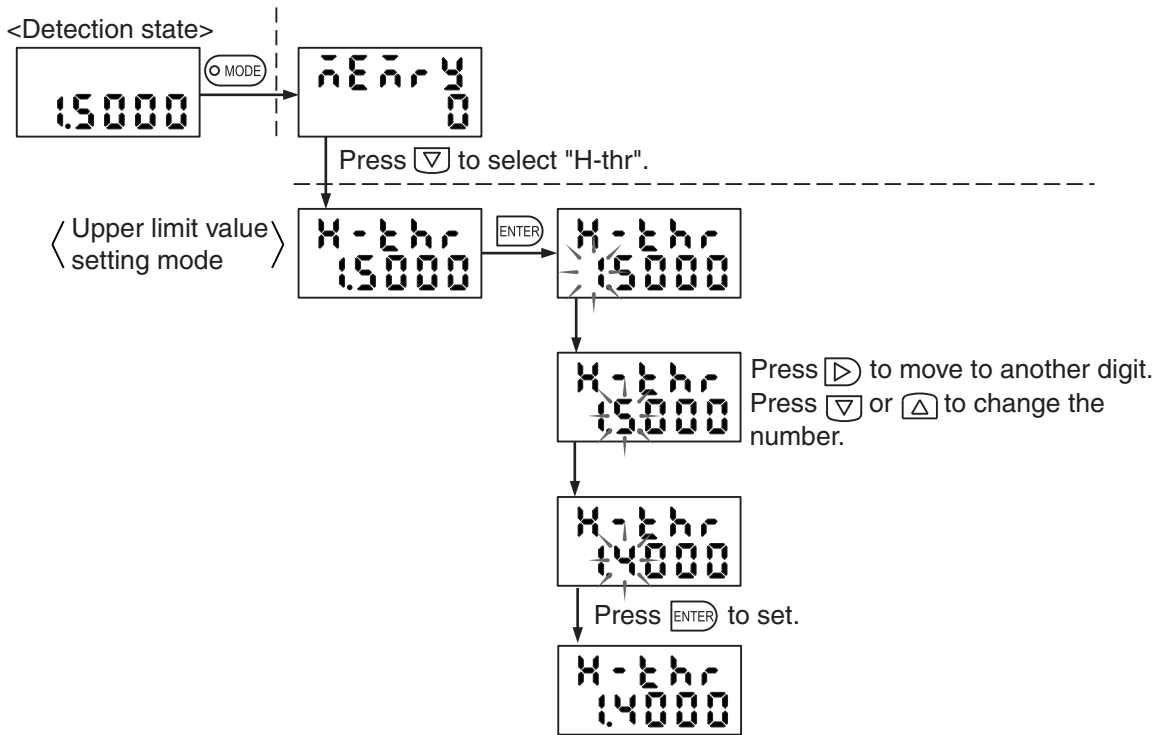 <Detection state>
1.5000
MODE
mEmrY
0
Press ▽ to select "H-thr".
Upper limit value
setting mode
H-thr
1.5000
ENTER
H-thr
1.5000
H-thr
1.5000
Press ▷ to move to another digit.
Press ▽ or △ to change the
number.
H-thr
1.4000
Press ENTER to set.
H-thr
1.4000